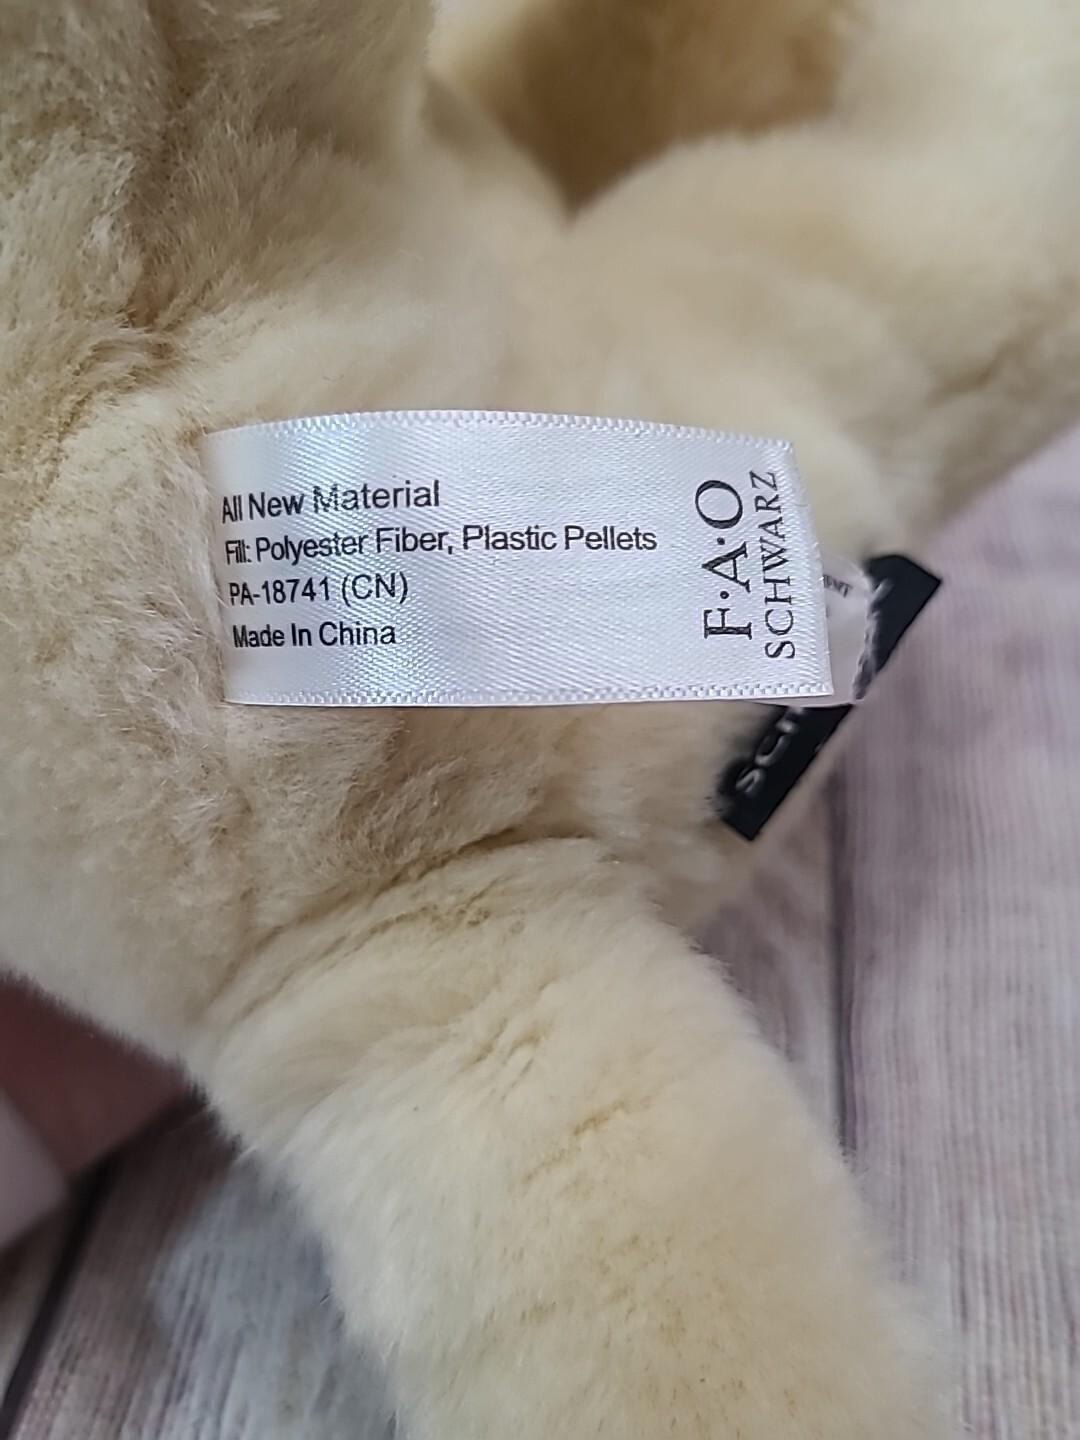 All New Material
Fill: Polyester Fiber, Plastic Pellets
PA-18741 (CN)
Made In China
F·A·O
SCHWARZ